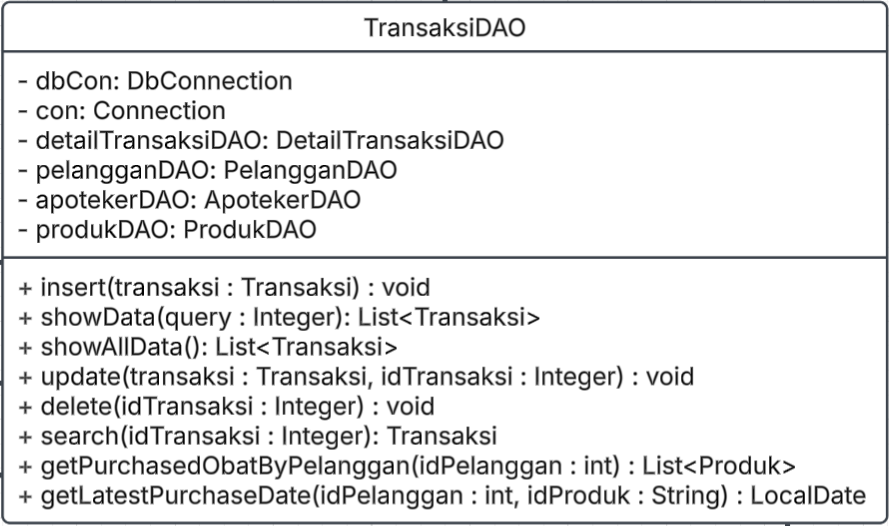 TransaksiDAO
- dbCon: DbConnection
- con: Connection
- detailTransaksiDAO: DetailTransaksiDAO
- pelangganDAO: PelangganDAO
- apotekerDAO: ApotekerDAO
- produkDAO: ProdukDAO
+ insert(transaksi : Transaksi) : void
+ showData(query : Integer): List<Transaksi>
+ showAllData(): List<Transaksi>
+ update(transaksi : Transaksi, idTransaksi : Integer) : void
+ delete(idTransaksi : Integer) : void
+ search(idTransaksi : Integer): Transaksi
+ getPurchasedObatByPelanggan(idPelanggan : int) : List<Produk>
+ getLatestPurchaseDate(idPelanggan : int, idProduk : String) : LocalDate